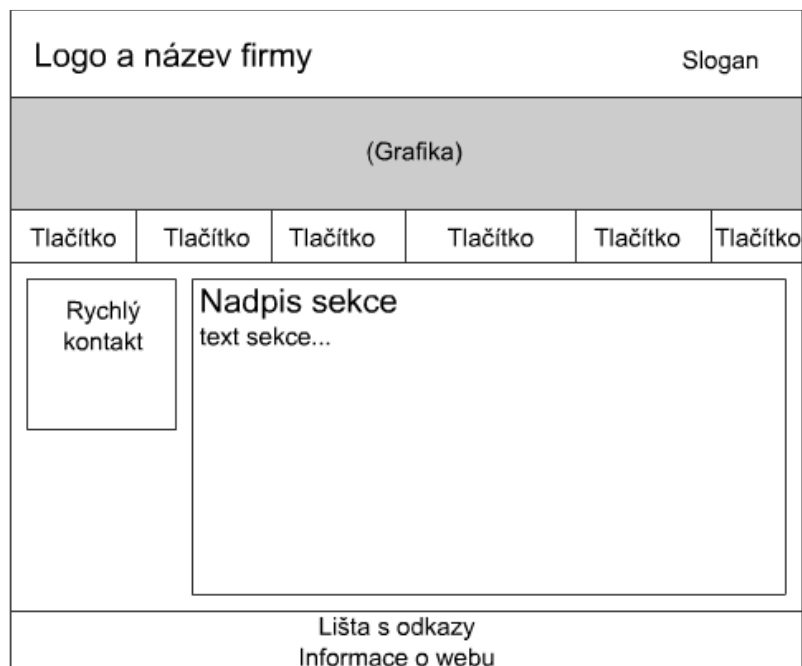 Logo a název firmy
Slogan
(Grafika)
Tlačítko Tlačítko Tlačítko Tlačítko Tlačítko Tlačítko
Rychlý
kontakt
Nadpis sekce
text sekce...
Lišta s odkazy
Informace o webu